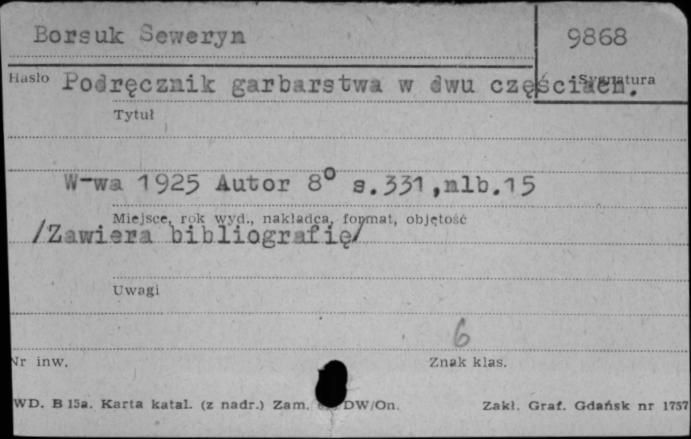 Borsuk Seweryn 9868
Hasło Podręcznik garbarstwa w dwu częściach. Sygnatura
Tytuł
W-wa 1925 Autor 8° s.331,nlb.15
Miejsce, rok wyd., nakładca, format, objętość
/Zawiera bibliografię/
Uwagi
6
Nr inw. Znak klas.
WD. B 15a. Karta katal. (z nadr.) Zam. DW/On. Zakł. Graf. Gdańsk nr 1757